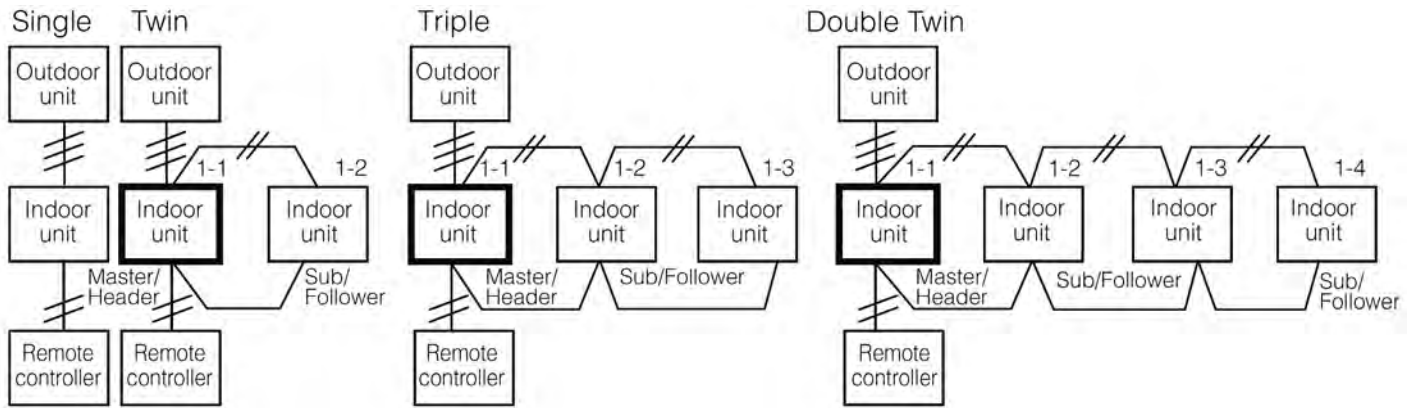 Single
Twin
Triple
Double Twin
Outdoor
unit
Outdoor
unit
Outdoor
unit
Outdoor
unit
1-1
1-2
1-1
1-2
1-3
1-1
1-2
1-3
1-4
Indoor
unit
Indoor
unit
Indoor
unit
Indoor
unit
Indoor
unit
Indoor
unit
Indoor
unit
Indoor
unit
Indoor
unit
Indoor
unit
Master/
Header
Sub/
Follower
Master/
Header
Sub/Follower
Master/
Header
Sub/Follower
Sub/
Follower
Remote
controller
Remote
controller
Remote
controller
Remote
controller